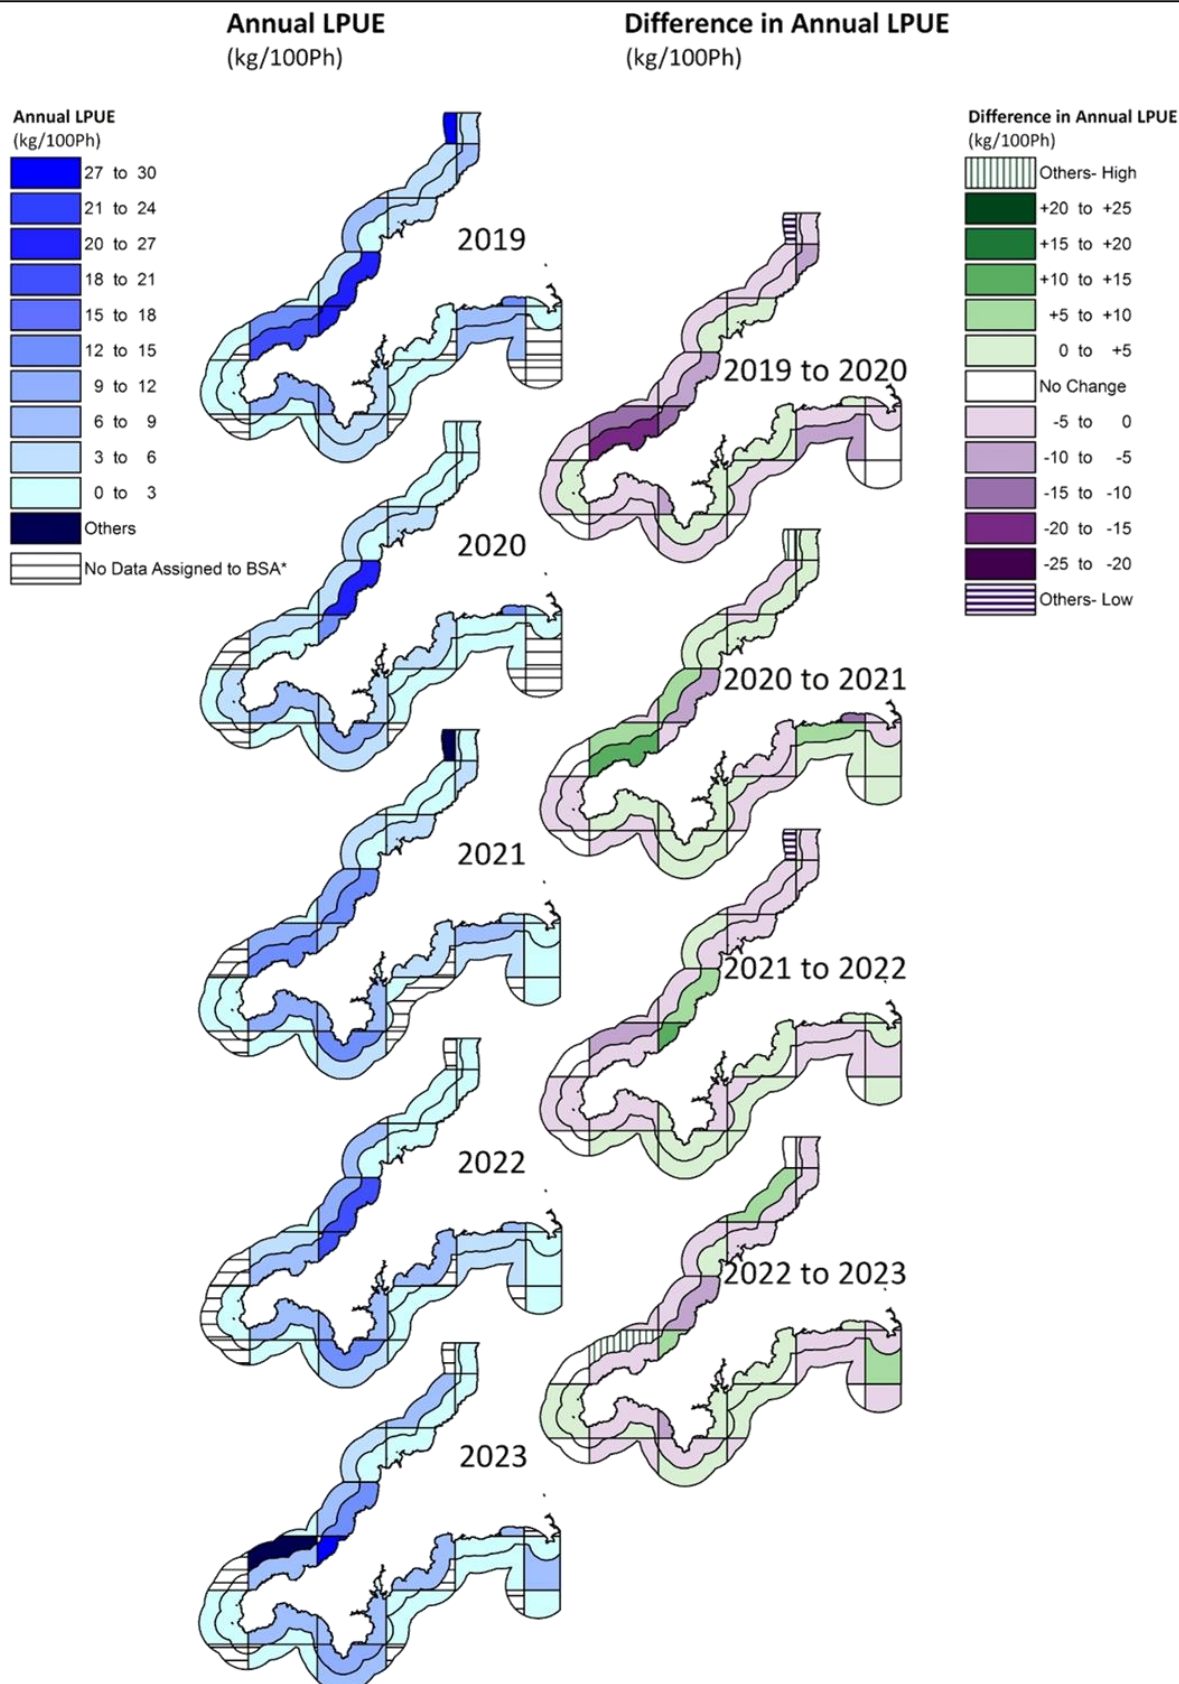 Annual LPUE
(kg/100Ph)
Difference in Annual LPUE
(kg/100Ph)
Annual LPUE
(kg/100Ph)
27 to 30
21 to 24
20 to 27
18 to 21
15 to 18
12 to 15
9 to 12
6 to 9
3 to 6
0 to 3
Others
No Data Assigned to BSA*
Difference in Annual LPUE
(kg/100Ph)
Others- High
+20 to +25
+15 to +20
+10 to +15
+5 to +10
0 to +5
No Change
-5 to 0
-10 to -5
-15 to -10
-20 to -15
-25 to -20
Others- Low
2019
2020
2021
2022
2023
2019 to 2020
2020 to 2021
2021 to 2022
2022 to 2023